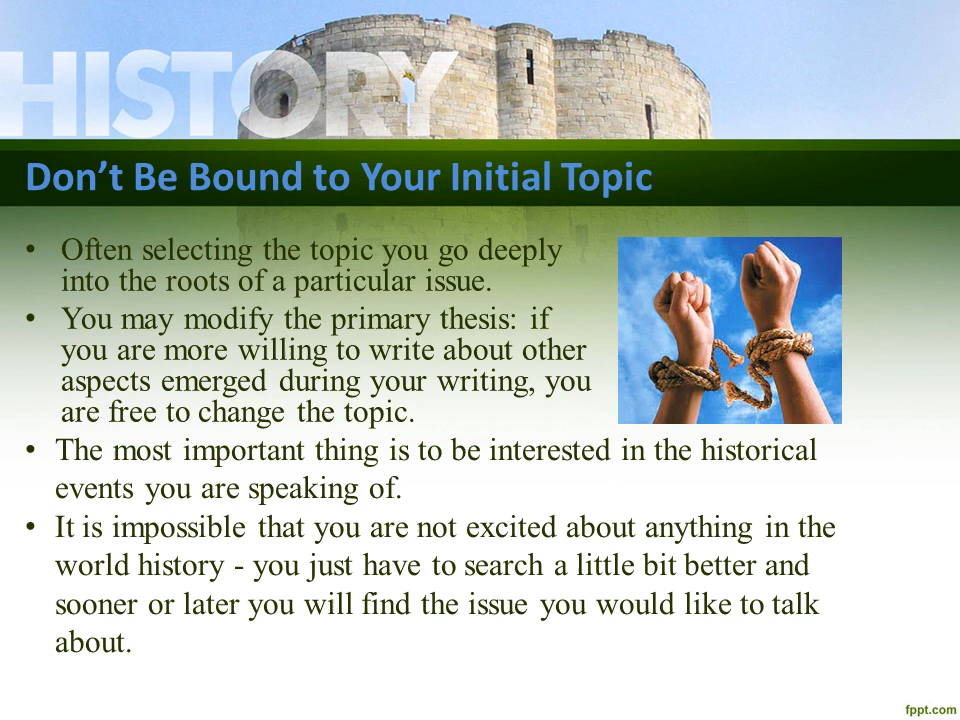 HISTORY
Don't Be Bound to Your Initial Topic
• Often selecting the topic you go deeply
into the roots of a particular issue.
• You may modify the primary thesis: if
you are more willing to write about other
aspects emerged during your writing, you
are free to change the topic.
• The most important thing is to be interested in the historical
events you are speaking of.
• It is impossible that you are not excited about anything in the
world history - you just have to search a little bit better and
sooner or later you will find the issue you would like to talk
about.
fppt.com